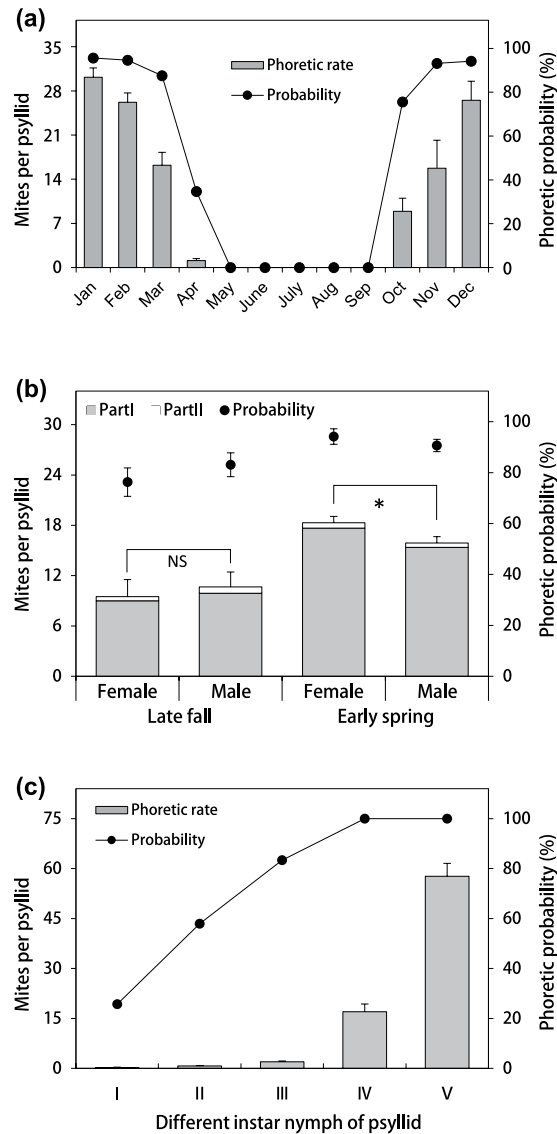 (a)
35
28
21
14
7
0
Mites per psyllid
Phoretic rate
Probability
100
80
60
40
20
0
Phoretic probability (%)
Jan Feb Mar Apr May June July Aug Sep Oct Nov Dec
(b)
30
24
18
12
6
0
Mites per psyllid
PartI PartII Probability
NS
*
100
80
60
40
20
0
Phoretic probability (%)
Female Male Female Male
Late fall Early spring
(c)
75
60
45
30
15
0
Mites per psyllid
Phoretic rate
Probability
100
80
60
40
20
0
Phoretic probability (%)
I II III IV V
Different instar nymph of psyllid